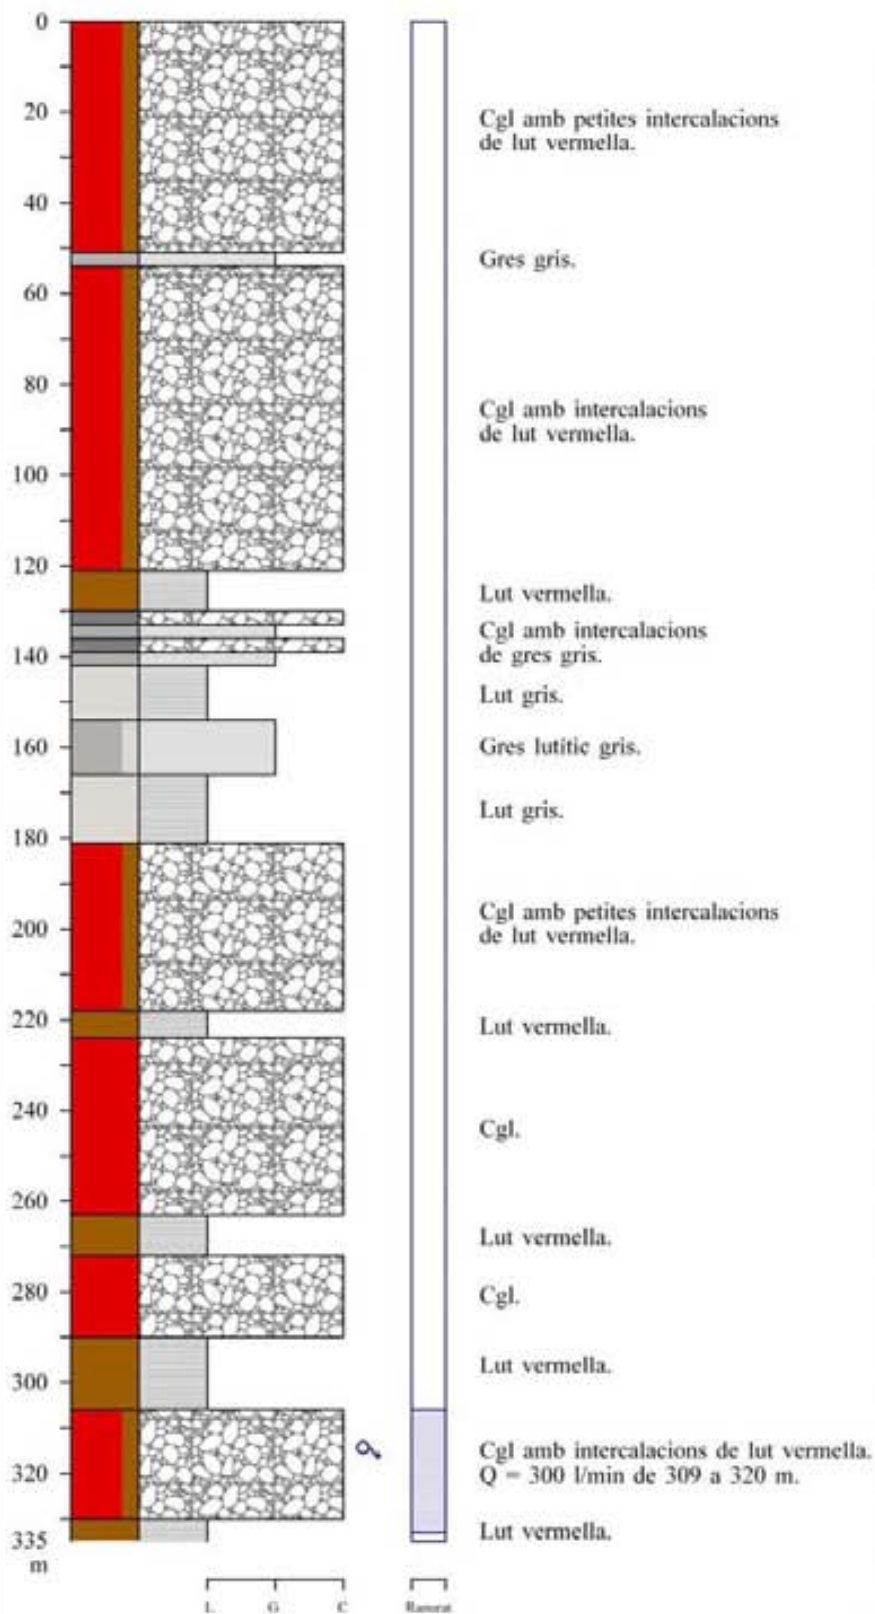 0
20
Cgl amb petites intercalacions
de lut vermella.
40
Gres gris.
60
80
Cgl amb intercalacions
de lut vermella.
100
120
Lut vermella.
Cgl amb intercalacions
de gres gris.
140
Lut gris.
160
Gres lutític gris.
Lut gris.
180
200
Cgl amb petites intercalacions
de lut vermella.
220
Lut vermella.
240
Cgl.
260
Lut vermella.
280
Cgl.
Lut vermella.
300
Cgl amb intercalacions de lut vermella.
320
Q = 300 l/min de 309 a 320 m.
Lut vermella.
335
m
L G C Ranurat